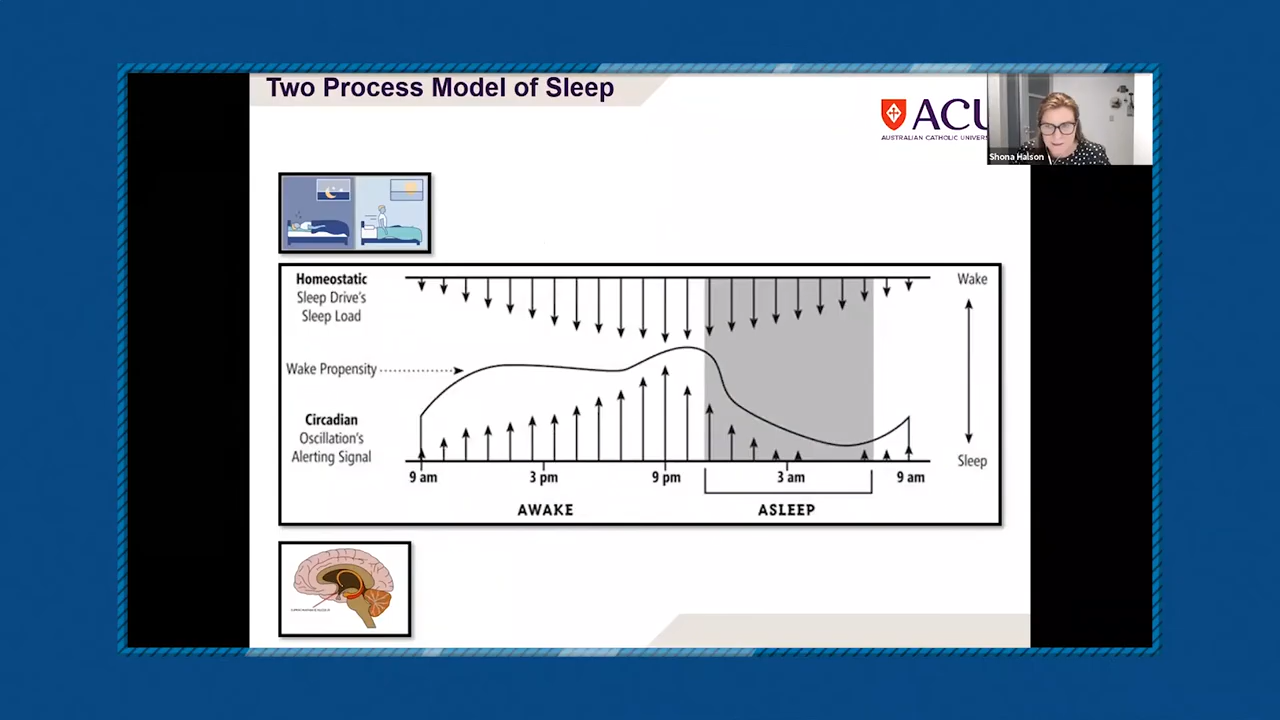 Two Process Model of Sleep
ACU
AUSTRALIAN CATHOLIC UNIVERS
Shona Halson
Homeostatic
Sleep Drive's
Sleep Load
Wake
Wake Propensity
Circadian
Oscillation's
Alerting Signal
Sleep
9 am
3 pm
9 pm
3 am
9 am
AWAKE
ASLEEP